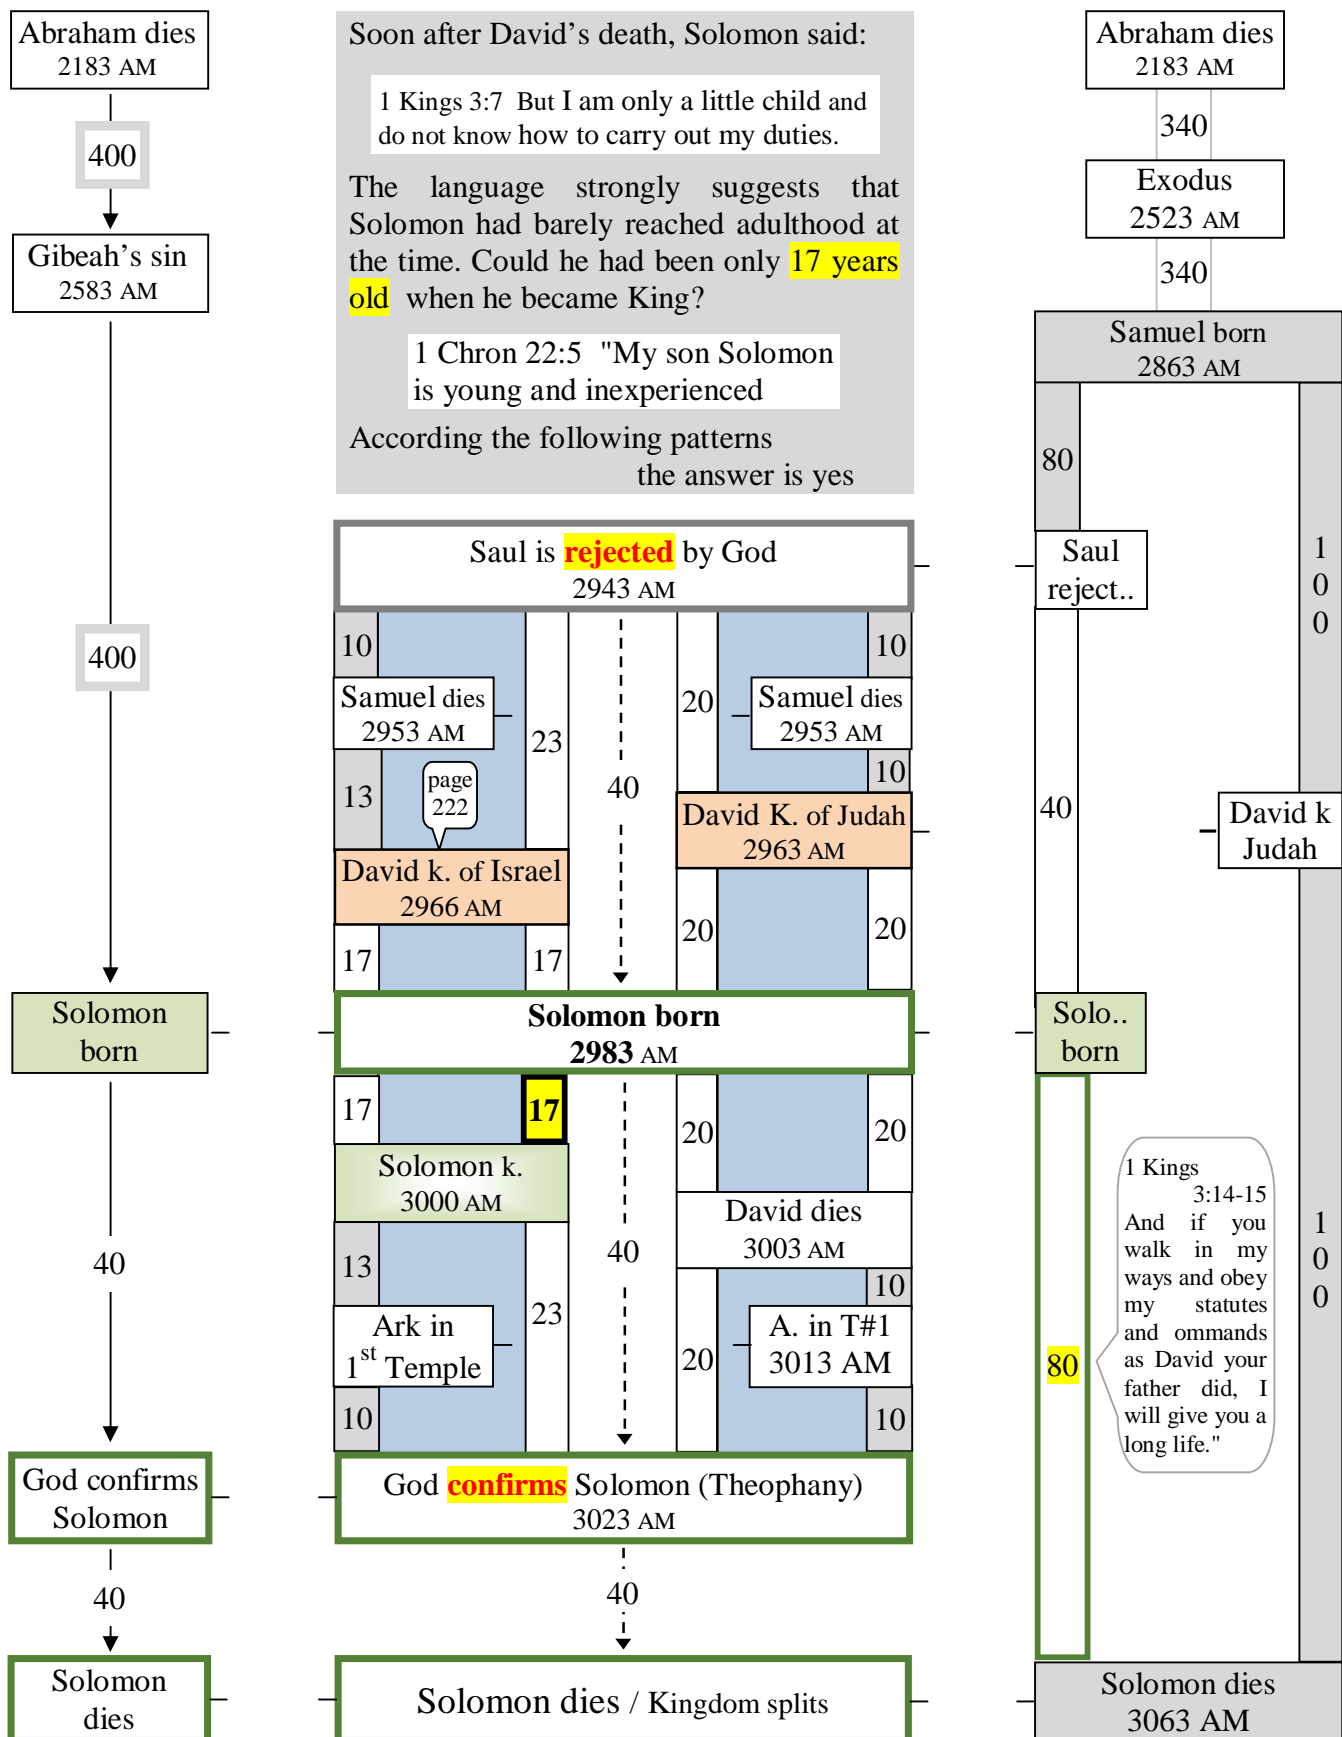 Abraham dies
2183 AM
400
Gibeah's sin
2583 AM
400
Solomon
born
40
God confirms
Solomon
40
Solomon
dies
Soon after David's death, Solomon said:
1 Kings 3:7 But I am only a little child and
do not know how to carry out my duties.
The language strongly suggests that
Solomon had barely reached adulthood at
the time. Could he had been only 17 years
old when he became King?
1 Chron 22:5 "My son Solomon
is young and inexperienced
According the following patterns
the answer is yes
Saul is rejected by God
2943 AM
10
Samuel dies
2953 AM
13
23
page
222
David k. of Israel
2966 AM
17
17
40
20
10
Samuel dies
2953 AM
10
David K. of Judah
2963 AM
20
20
Solomon born
2983 AM
17
17
Solomon k.
3000 AM
13
23
Ark in
1st Temple
10
40
20
20
David dies
3003 AM
10
20
A. in T#1
3013 AM
10
God confirms Solomon (Theophany)
3023 AM
40
Solomon dies / Kingdom splits
Abraham dies
2183 AM
340
Exodus
2523 AM
340
Samuel born
2863 AM
80
Saul
reject..
1
0
0
40
David k
Judah
Solo..
born
80
1 Kings
3:14-15
And if you
walk in my
ways and obey
my statutes
and ommands
as David your
father did, I
will give you a
long life."
1
0
0
Solomon dies
3063 AM